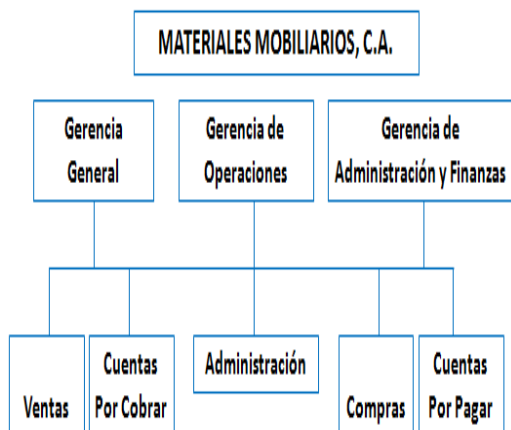 MATERIALES MOBILIARIOS, C.A.
Gerencia
General
Gerencia de
Operaciones
Gerencia de
Administración y Finanzas
Ventas
Cuentas
Por Cobrar
Administración
Compras
Cuentas
Por Pagar